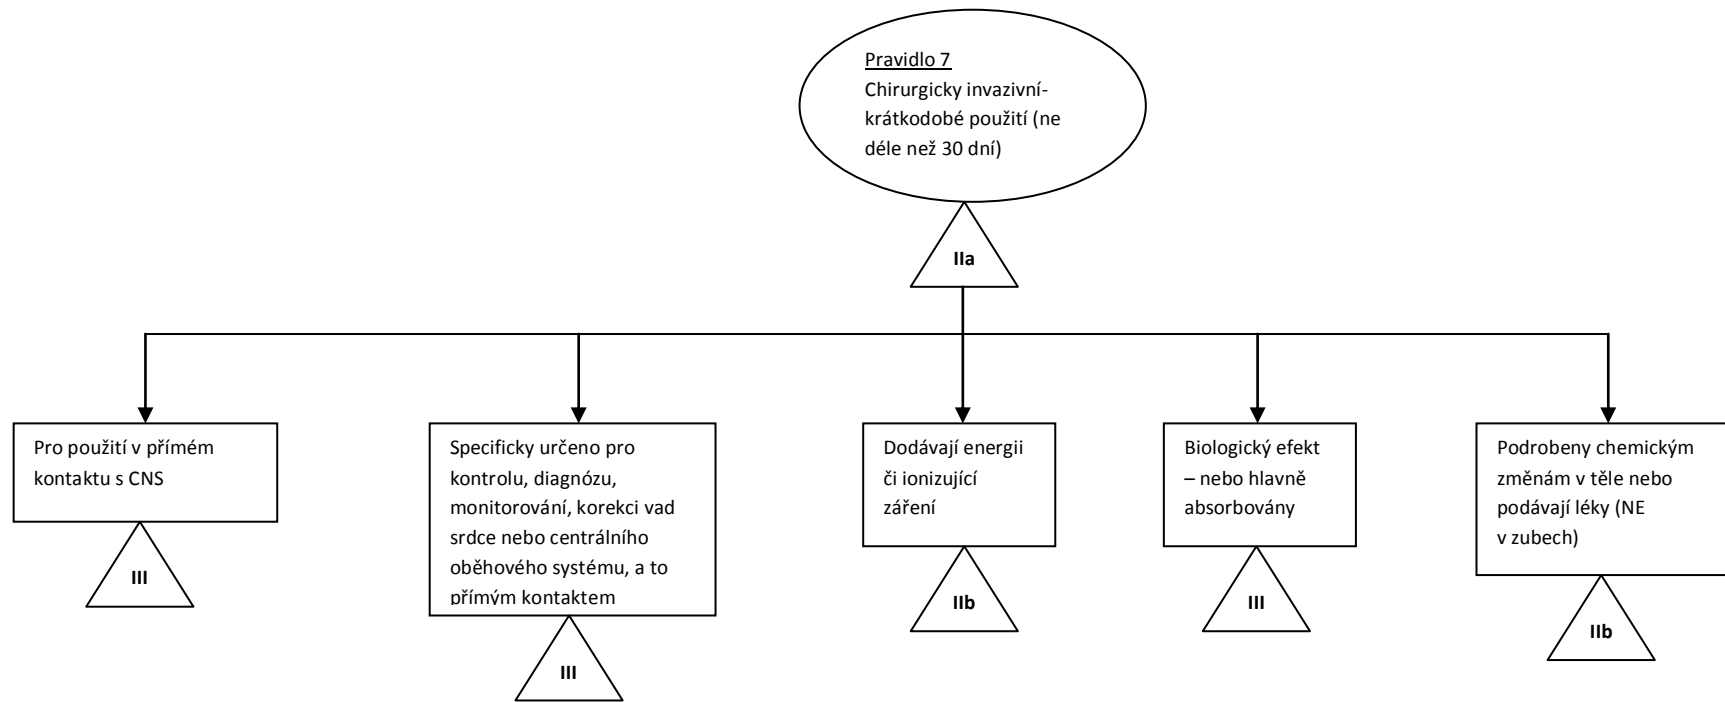 Pravidlo 7
Chirurgicky invazivní-
krátkodobé použití (ne
déle než 30 dní)
IIa
Pro použití v přímém
kontaktu s CNS
III
Specificky určeno pro
kontrolu, diagnózu,
monitorování, korekci vad
srdce nebo centrálního
oběhového systému, a to
přímým kontaktem
III
Dodávají energii
či ionizující
záření
IIb
Biologický efekt
– nebo hlavně
absorbovány
III
Podrobeny chemickým
změnám v těle nebo
podávají léky (NE
v zubech)
IIb